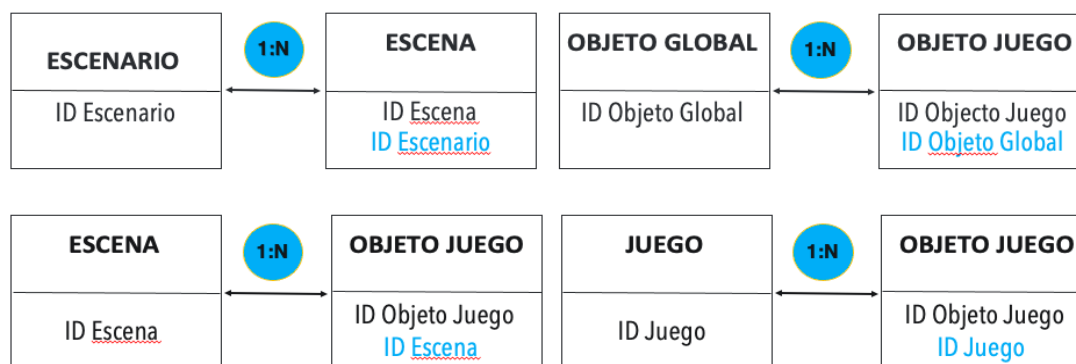 ESCENARIO
1:N
ESCENA
OBJETO GLOBAL
1:N
OBJETO JUEGO
ID Escenario
ID Escena
ID Escenario
ID Objeto Global
ID Objecto Juego
ID Objeto Global
ESCENA
1:N
OBJETO JUEGO
JUEGO
1:N
OBJETO JUEGO
ID Escena
ID Objeto Juego
ID Escena
ID Juego
ID Objeto Juego
ID Juego